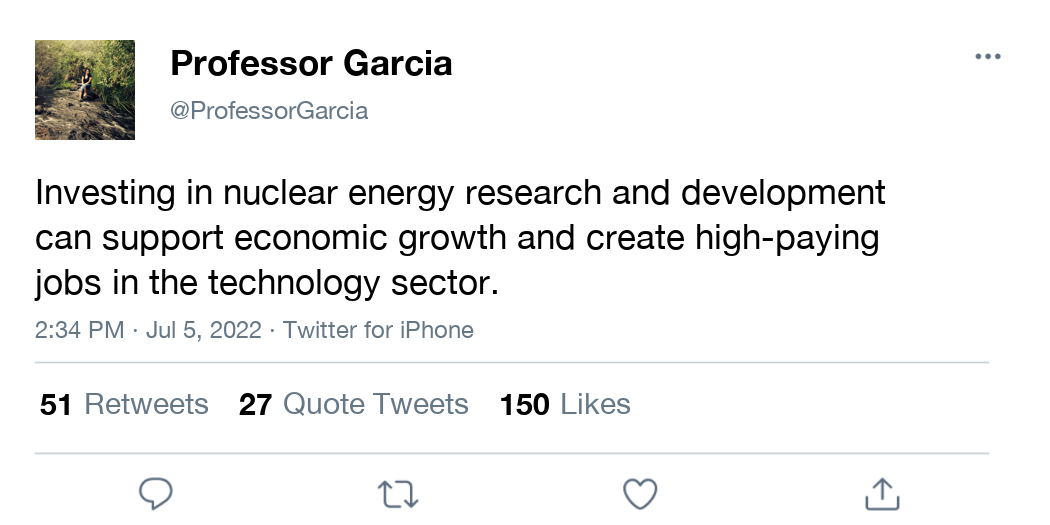 Professor Garcia
@ProfessorGarcia
Investing in nuclear energy research and development
can support economic growth and create high-paying
jobs in the technology sector.
2:34 PM · Jul 5, 2022 · Twitter for iPhone
51 Retweets 27 Quote Tweets 150 Likes